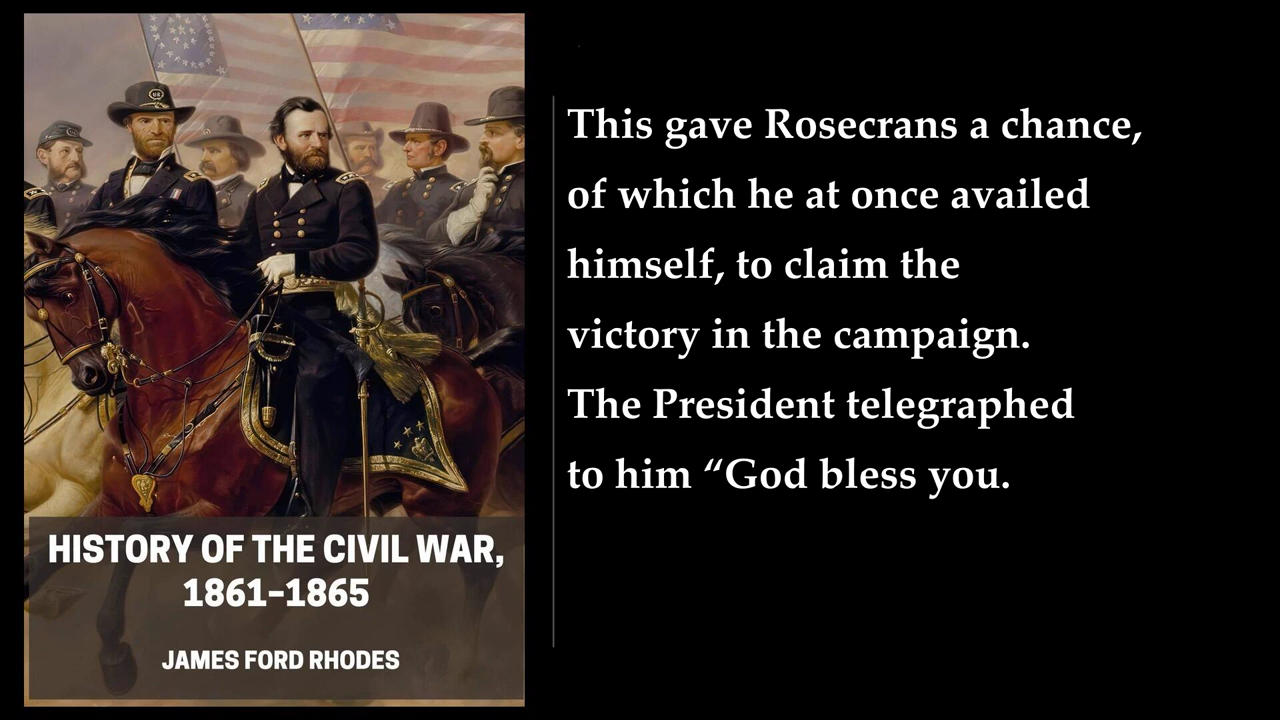 HISTORY OF THE CIVIL WAR,
1861–1865
JAMES FORD RHODES
This gave Rosecrans a chance,
of which he at once availed
himself, to claim the
victory in the campaign.
The President telegraphed
to him “God bless you.